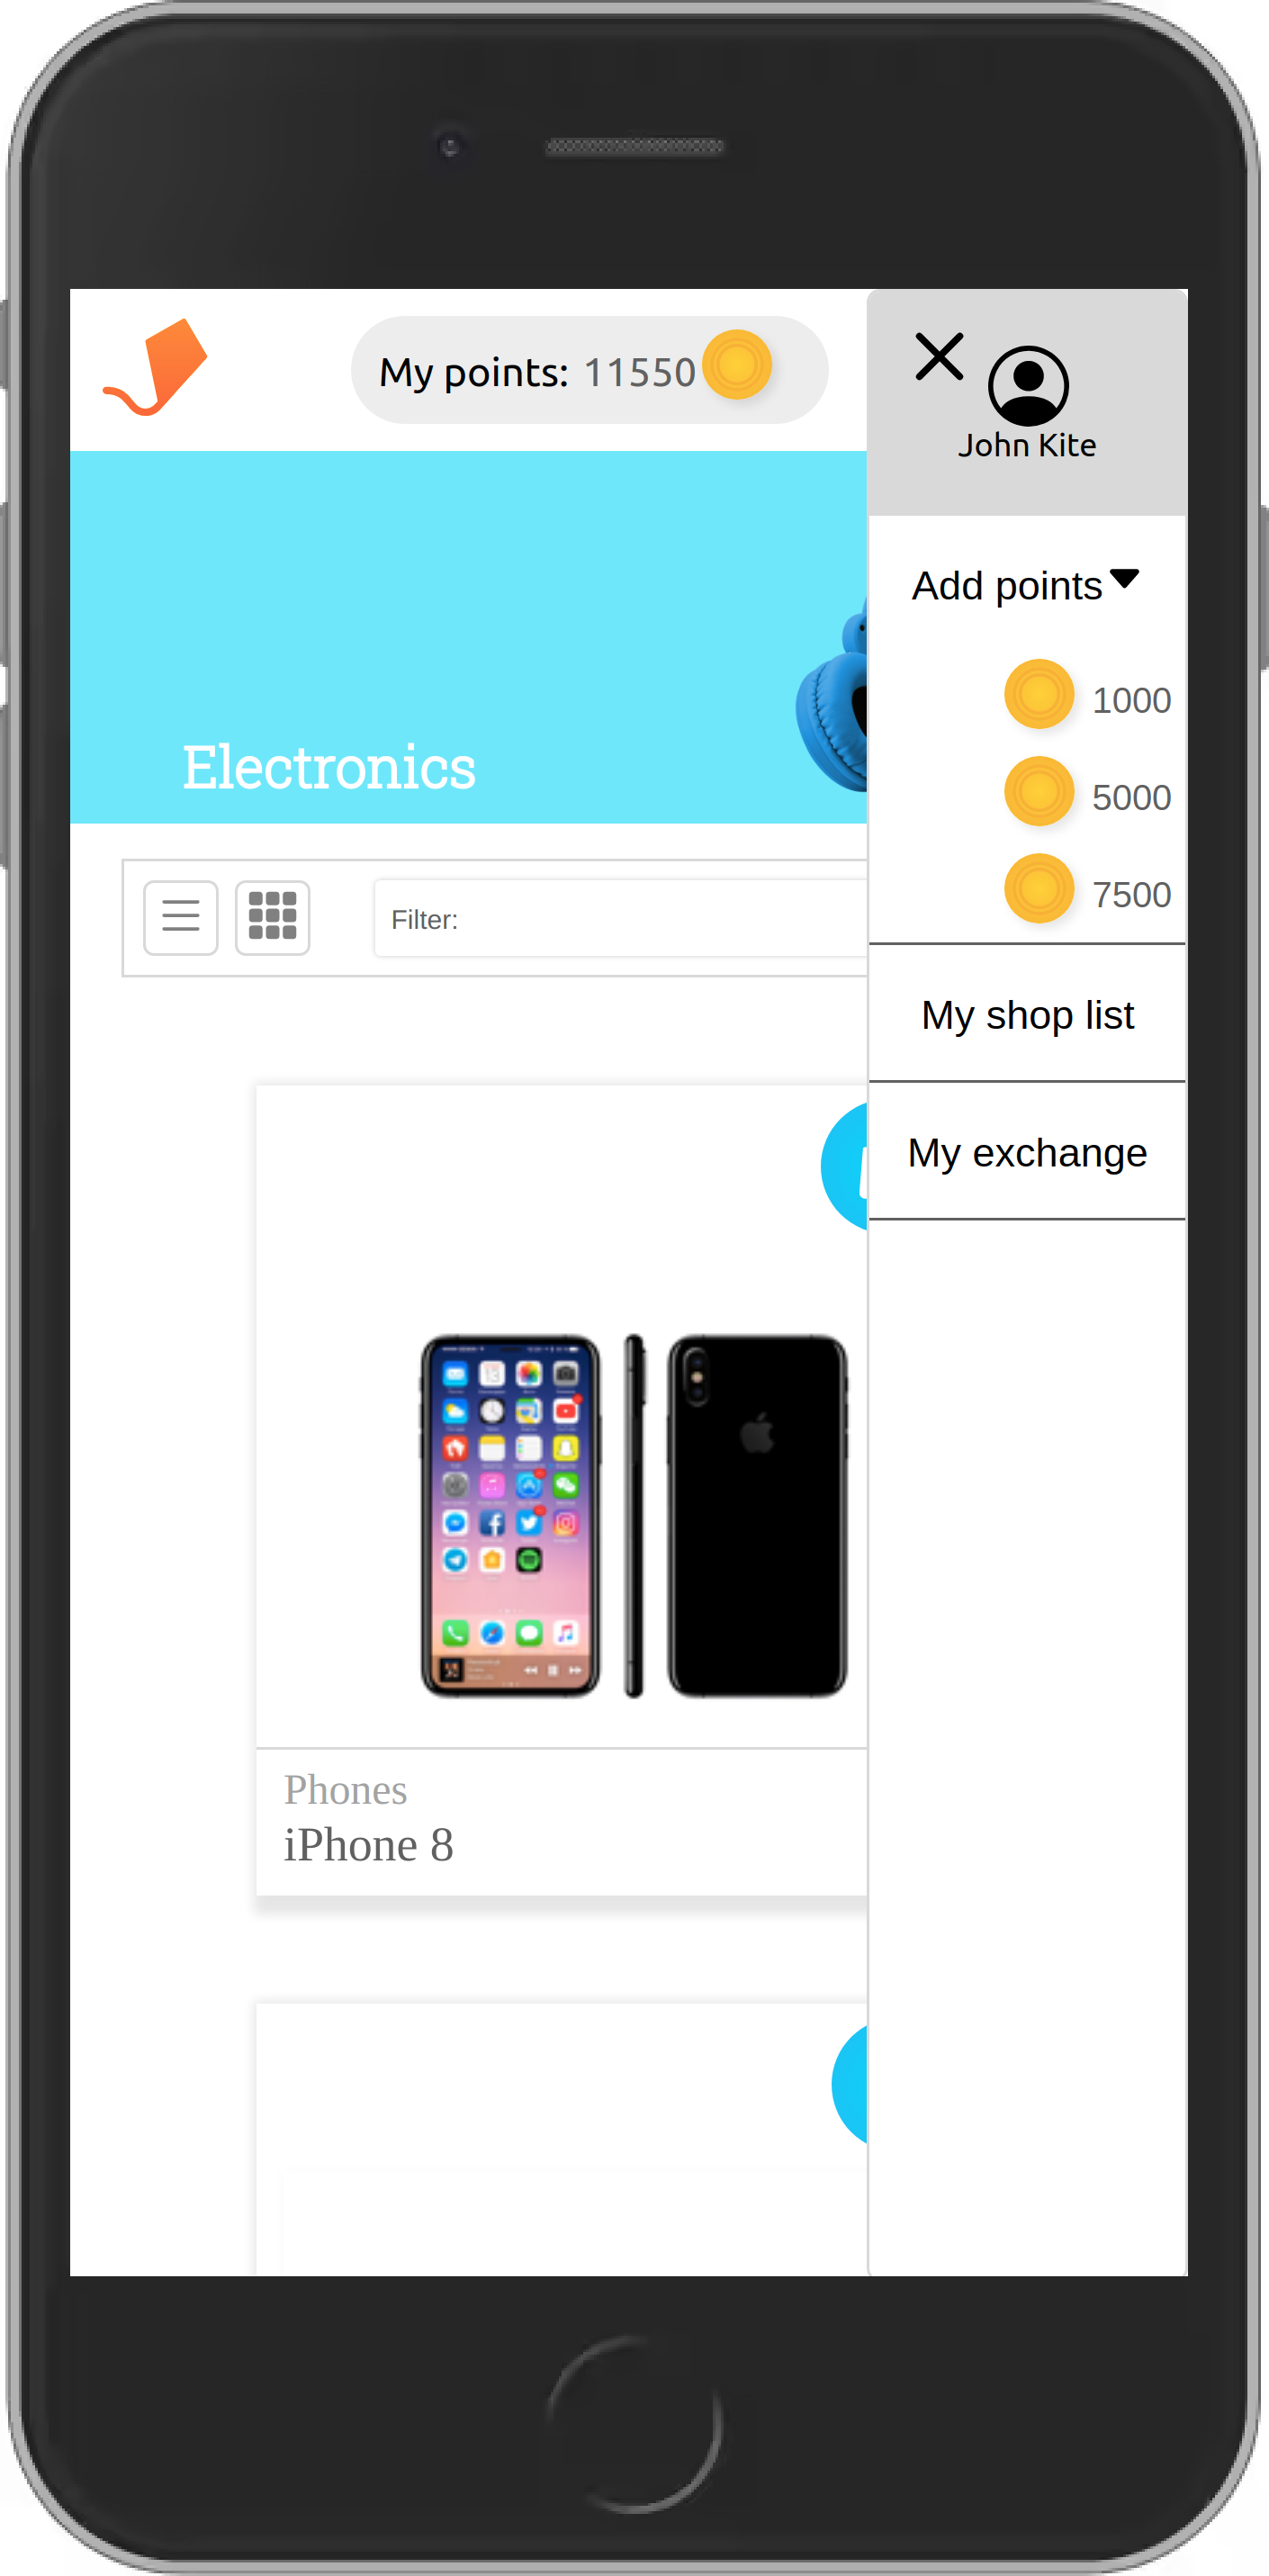 My points: 11550
John Kite
Electronics
Add points
1000
5000
7500
Filter:
My shop list
My exchange
Phones
iPhone 8